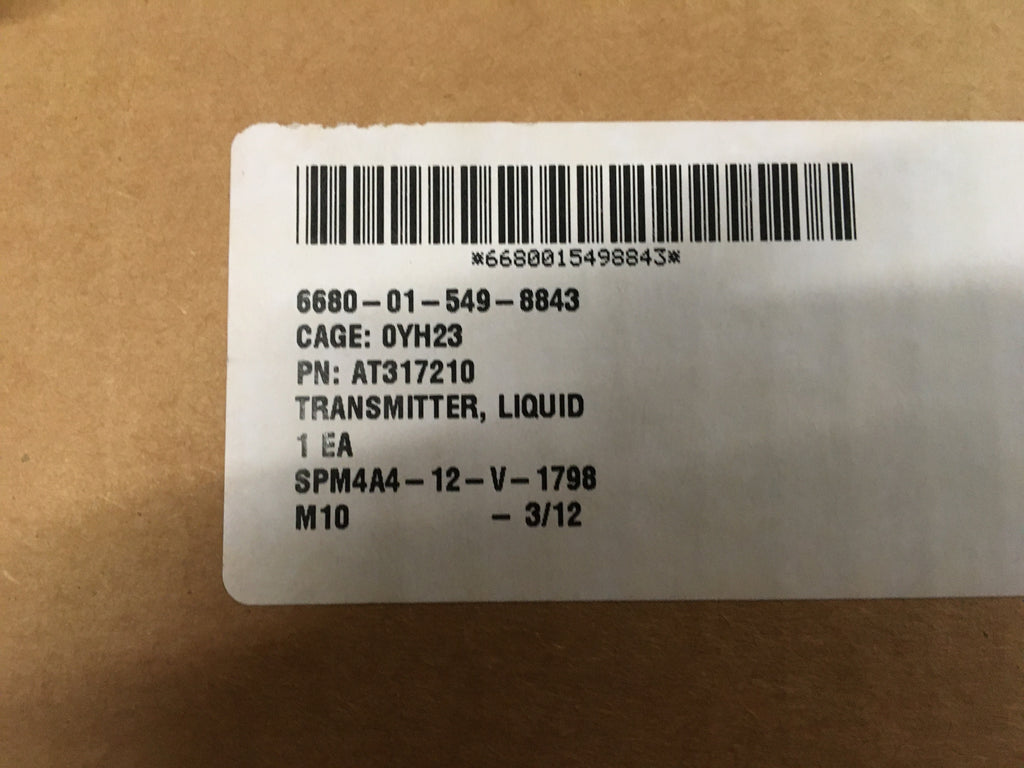 *6680015498843*
6680-01-549-8843
CAGE: 0YH23
PN: AT317210
TRANSMITTER, LIQUID
1 EA
SPM4A4-12-V-1798
M10 - 3/12